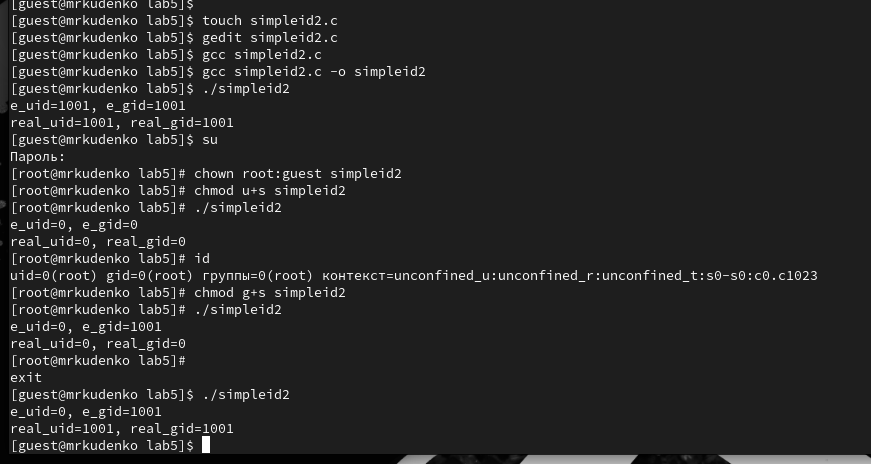 [guest@mrkudenko lab5]$
[guest@mrkudenko lab5]$ touch simpleid2.c
[guest@mrkudenko lab5]$ gedit simpleid2.c
[guest@mrkudenko lab5]$ gcc simpleid2.c
[guest@mrkudenko lab5]$ gcc simpleid2.c -o simpleid2
[guest@mrkudenko lab5]$ ./simpleid2
e_uid=1001, e_gid=1001
real_uid=1001, real_gid=1001
[guest@mrkudenko lab5]$ su
Пароль:
[root@mrkudenko lab5]# chown root:guest simpleid2
[root@mrkudenko lab5]# chmod u+s simpleid2
[root@mrkudenko lab5]# ./simpleid2
e_uid=0, e_gid=0
real_uid=0, real_gid=0
[root@mrkudenko lab5]# id
uid=0(root) gid=0(root) группы=0(root) контекст=unconfined_u:unconfined_r:unconfined_t:s0-s0:c0.c1023
[root@mrkudenko lab5]# chmod g+s simpleid2
[root@mrkudenko lab5]# ./simpleid2
e_uid=0, e_gid=1001
real_uid=0, real_gid=0
[root@mrkudenko lab5]#
exit
[guest@mrkudenko lab5]$ ./simpleid2
e_uid=0, e_gid=1001
real_uid=1001, real_gid=1001
[guest@mrkudenko lab5]$